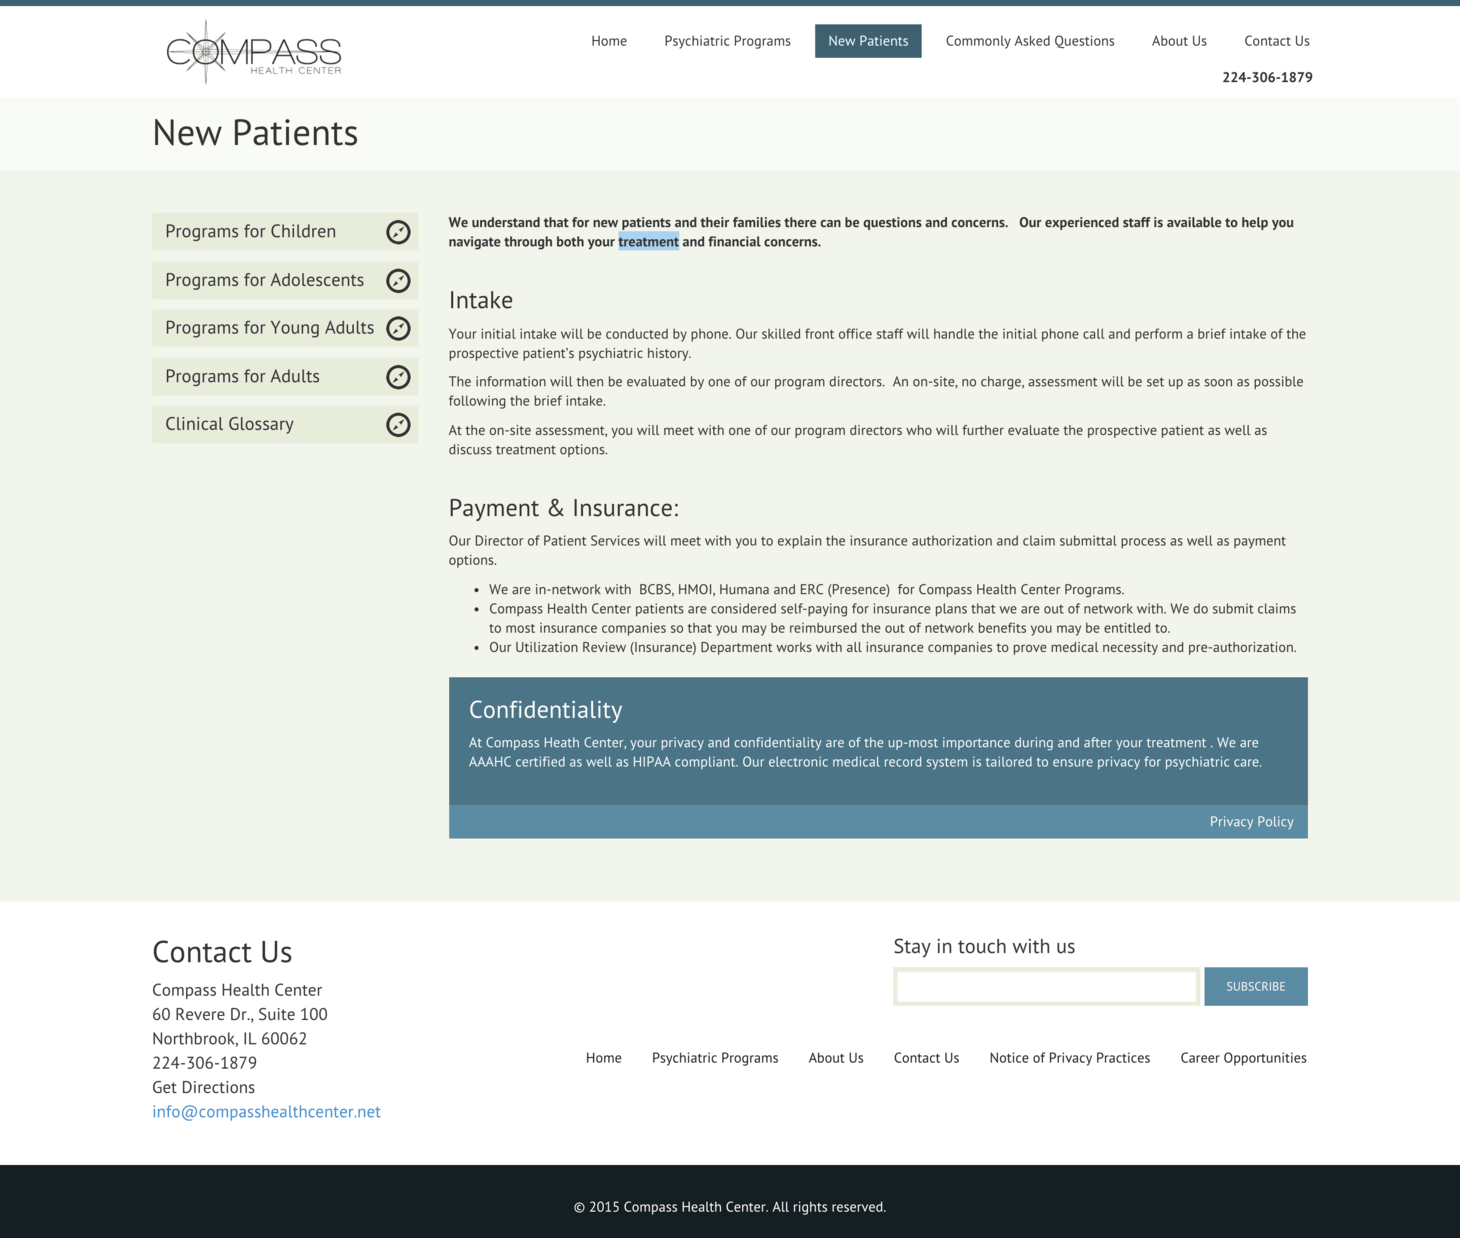 COMPASS
HEALTH CENTER
Home Psychiatric Programs New Patients Commonly Asked Questions About Us Contact Us
224-306-1879
New Patients
Programs for Children
Programs for Adolescents
Programs for Young Adults
Programs for Adults
Clinical Glossary
We understand that for new patients and their families there can be questions and concerns. Our experienced staff is available to help you
navigate through both your treatment and financial concerns.
Intake
Your initial intake will be conducted by phone. Our skilled front office staff will handle the initial phone call and perform a brief intake of the
prospective patient's psychiatric history.
The information will then be evaluated by one of our program directors. An on-site, no charge, assessment will be set up as soon as possible
following the brief intake.
At the on-site assessment, you will meet with one of our program directors who will further evaluate the prospective patient as well as
discuss treatment options.
Payment & Insurance:
Our Director of Patient Services will meet with you to explain the insurance authorization and claim submittal process as well as payment
options.
• We are in-network with BCBS, HMOI, Humana and ERC (Presence) for Compass Health Center Programs.
• Compass Health Center patients are considered self-paying for insurance plans that we are out of network with. We do submit claims
to most insurance companies so that you may be reimbursed the out of network benefits you may be entitled to.
• Our Utilization Review (Insurance) Department works with all insurance companies to prove medical necessity and pre-authorization.
Confidentiality
At Compass Heath Center, your privacy and confidentiality are of the up-most importance during and after your treatment . We are
AAAHC certified as well as HIPAA compliant. Our electronic medical record system is tailored to ensure privacy for psychiatric care.
Privacy Policy
Contact Us
Compass Health Center
60 Revere Dr., Suite 100
Northbrook, IL 60062
224-306-1879
Get Directions
info@compasshealthcenter.net
Stay in touch with us
SUBSCRIBE
Home Psychiatric Programs About Us Contact Us Notice of Privacy Practices Career Opportunities
© 2015 Compass Health Center. All rights reserved.